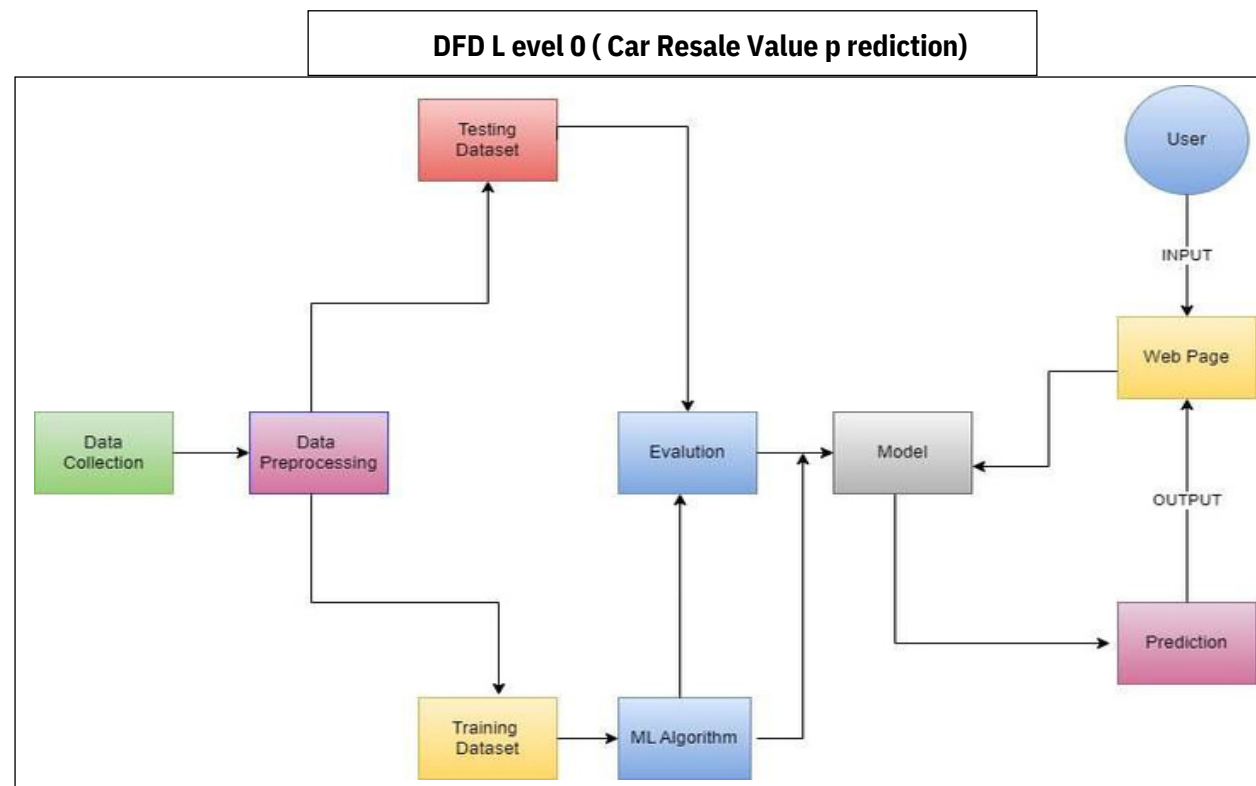 DFD L evel 0 ( Car Resale Value p rediction)
Testing
Dataset
User
INPUT
Web Page
Data
Collection
Data
Preprocessing
Evalution
Model
OUTPUT
Prediction
Training
Dataset
ML Algorithm